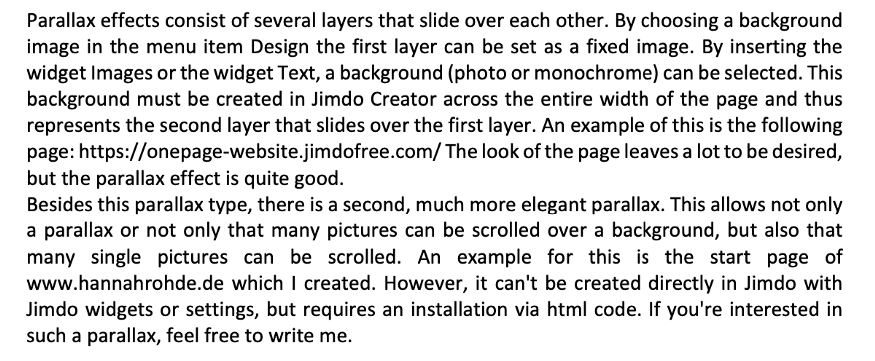 Parallax effects consist of several layers that slide over each other. By choosing a background
image in the menu item Design the first layer can be set as a fixed image. By inserting the
widget Images or the widget Text, a background (photo or monochrome) can be selected. This
background must be created in Jimdo Creator across the entire width of the page and thus
represents the second layer that slides over the first layer. An example of this is the following
page: https://onepage-website.jimdofree.com/ The look of the page leaves a lot to be desired,
but the parallax effect is quite good.
Besides this parallax type, there is a second, much more elegant parallax. This allows not only
a parallax or not only that many pictures can be scrolled over a background, but also that
many single pictures can be scrolled. An example for this is the start page of
www.hannahrohde.de which I created. However, it can't be created directly in Jimdo with
Jimdo widgets or settings, but requires an installation via html code. If you're interested in
such a parallax, feel free to write me.